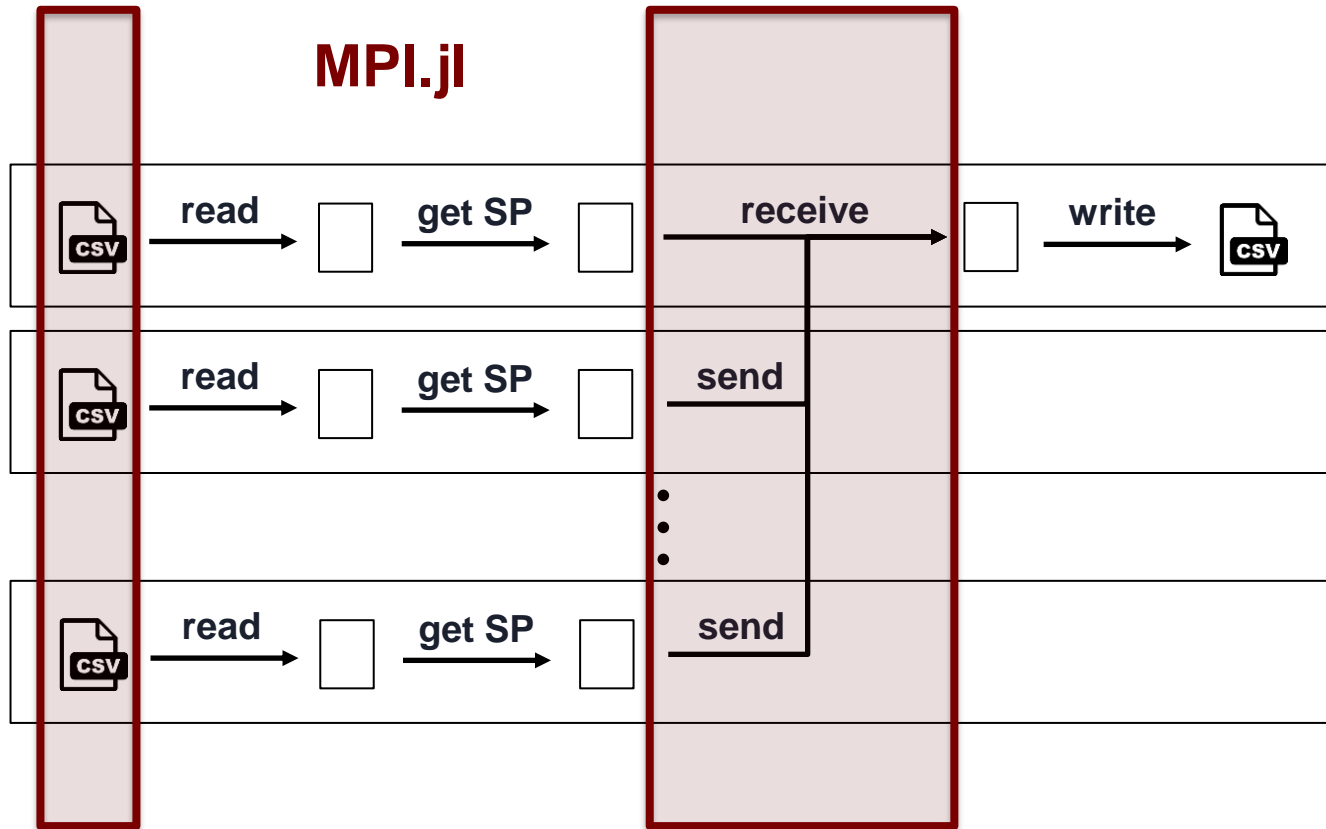 MPI.jl
read get SP receive write
CSV CSV
read get SP send
CSV
read get SP send
CSV